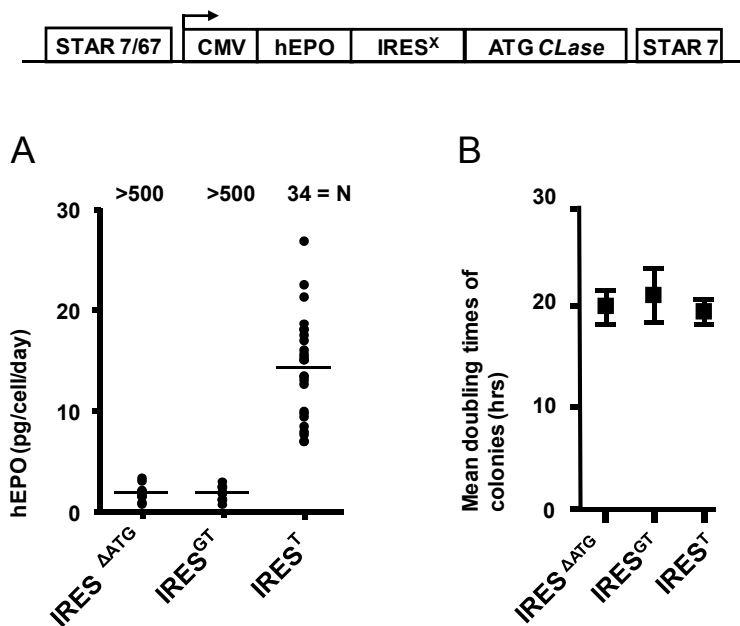 STAR 7/67 CMV hEPO IRESˣ ATG CLase STAR 7
A
>500 >500 34 = N
30
20
10
0
hEPO (pg/cell/day)
IRES ΔATG
IRES GT
IRES T
B
30
20
10
0
Mean doubling times of
colonies (hrs)
IRES ΔATG
IRES GT
IRES T